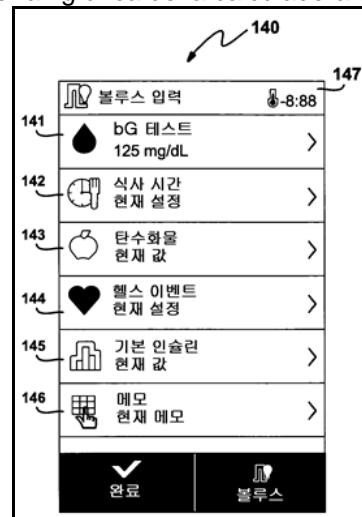 140
147
볼루스 입력
-8:88
141
bG 테스트
125 mg/dL
142
식사 시간
현재 설정
143
탄수화물
현재 값
144
헬스 이벤트
현재 설정
145
기본 인슐린
현재 값
146
메모
현재 메모
완료
볼루스